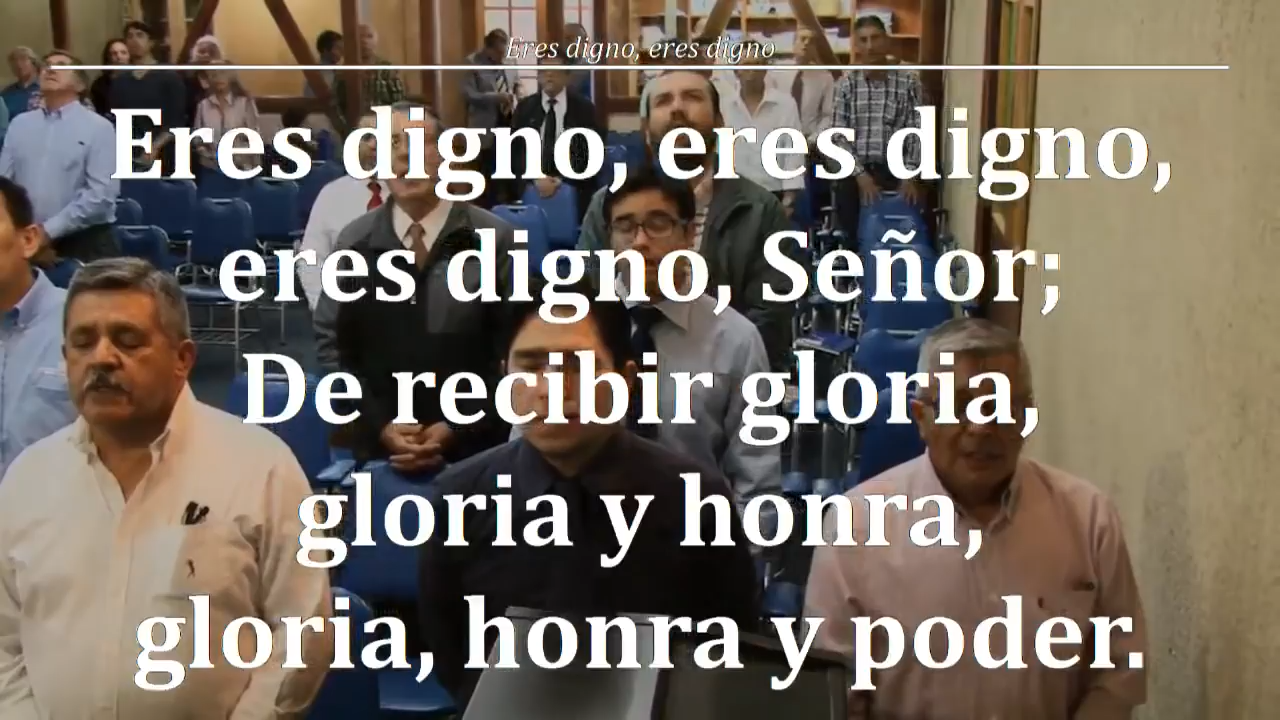 Eres digno, eres digno
Eres digno, eres digno,
eres digno, Señor;
De recibir gloria,
gloria y honra,
gloria, honra y poder.